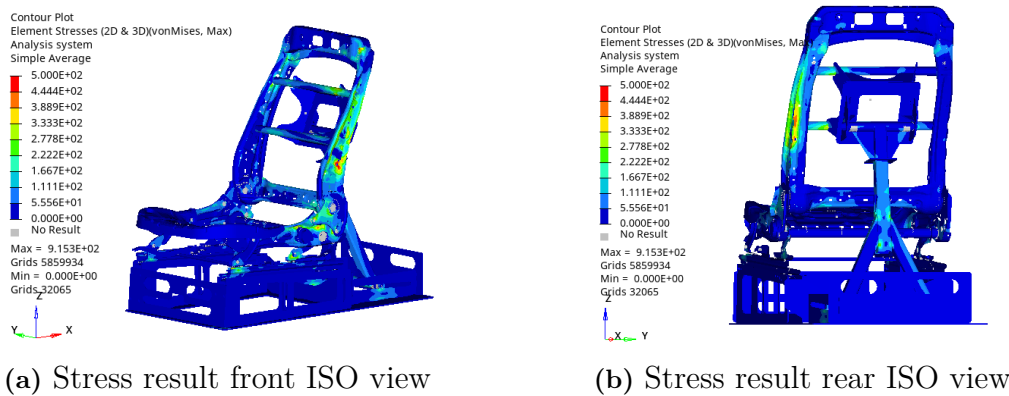 Contour Plot
Element Stresses (2D & 3D)(vonMises, Max)
Analysis system
Simple Average
5.000E+02
4.444E+02
3.889E+02
3.333E+02
2.778E+02
2.222E+02
1.667E+02
1.111E+02
5.556E+01
0.000E+00
No Result
Max = 9.153E+02
Grids 5859934
Min = 0.000E+00
Grids 32065
Z
Y
X
(a) Stress result front ISO view
Contour Plot
Element Stresses (2D & 3D)(vonMises, Max)
Analysis system
Simple Average
5.000E+02
4.444E+02
3.889E+02
3.333E+02
2.778E+02
2.222E+02
1.667E+02
1.111E+02
5.556E+01
0.000E+00
No Result
Max = 9.153E+02
Grids 5859934
Min = 0.000E+00
Grids 32065
Z
X
Y
(b) Stress result rear ISO view